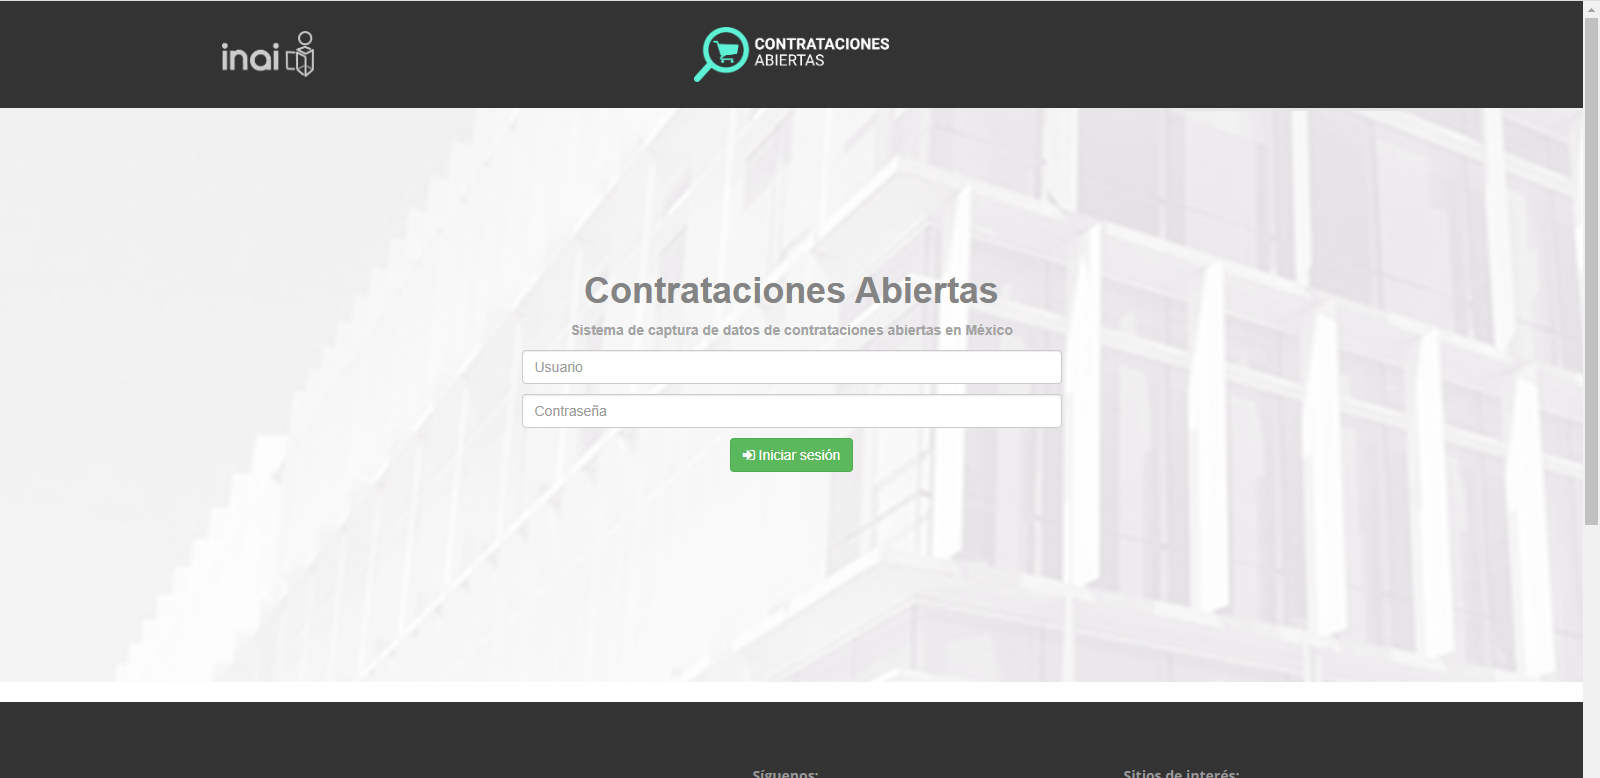 inai
CONTRATACIONES
ABIERTAS
Contrataciones Abiertas
Sistema de captura de datos de contrataciones abiertas en México
Usuario
Contraseña
Iniciar sesión
Síguenos:
Sitios de interés: